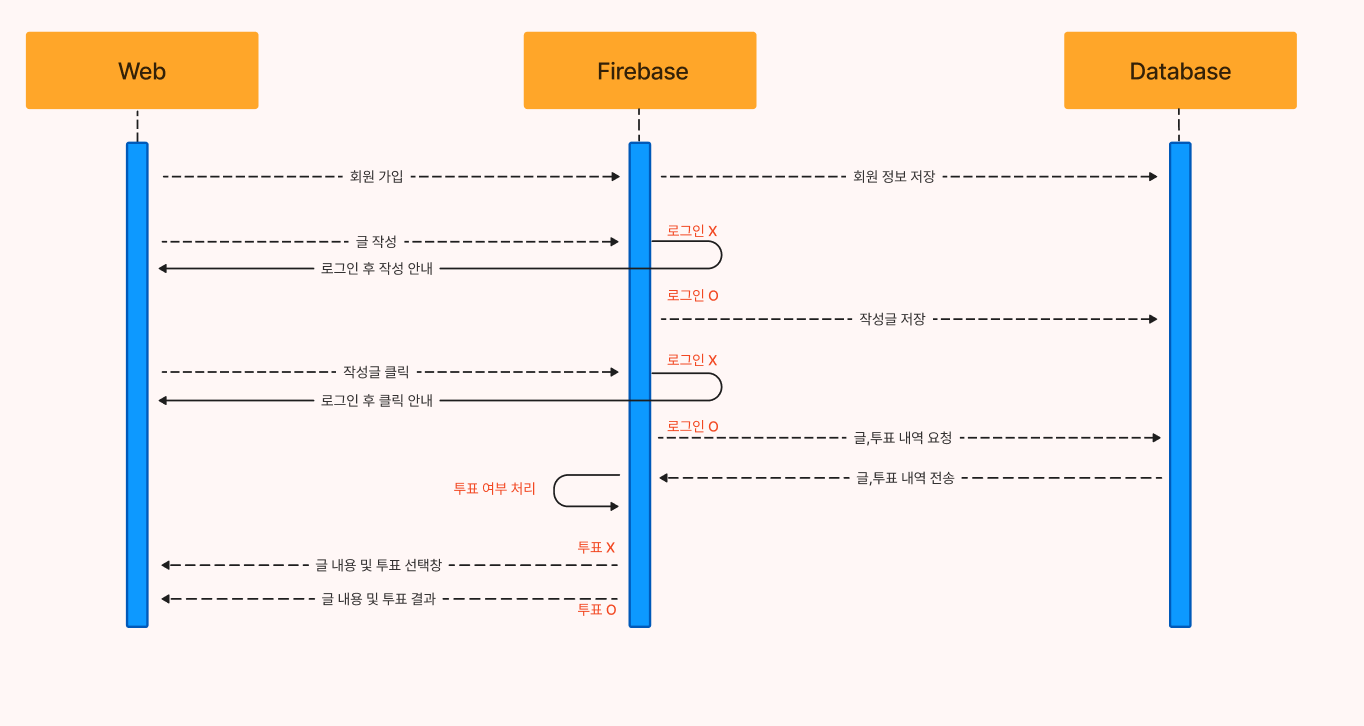 Web
Firebase
Database
회원 가입
회원 정보 저장
로그인 X
글 작성
로그인 후 작성 안내
로그인 O
작성글 저장
로그인 X
작성글 클릭
로그인 후 클릭 안내
로그인 O
글,투표 내역 요청
글,투표 내역 전송
투표 여부 처리
투표 X
글 내용 및 투표 선택창
글 내용 및 투표 결과
투표 O